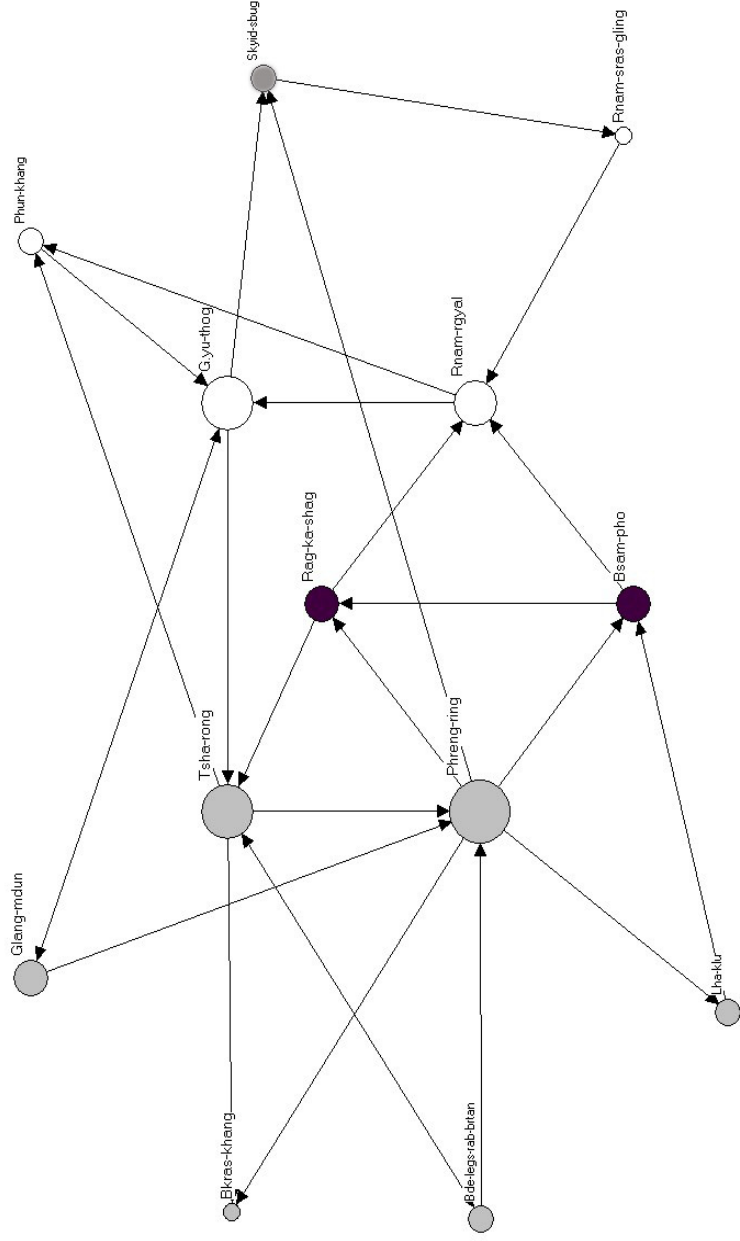 Skyid-sbug
Rnam-sras-gling
Phun-khang
G.yu-thog
Rnam-rgyal
Rag-ka-shag
Bsam-pho
Tsha-rong
Phreng-ring
Glang-mdun
Lha-klu
Bkras-khang
Bde-legs-rab-brtan